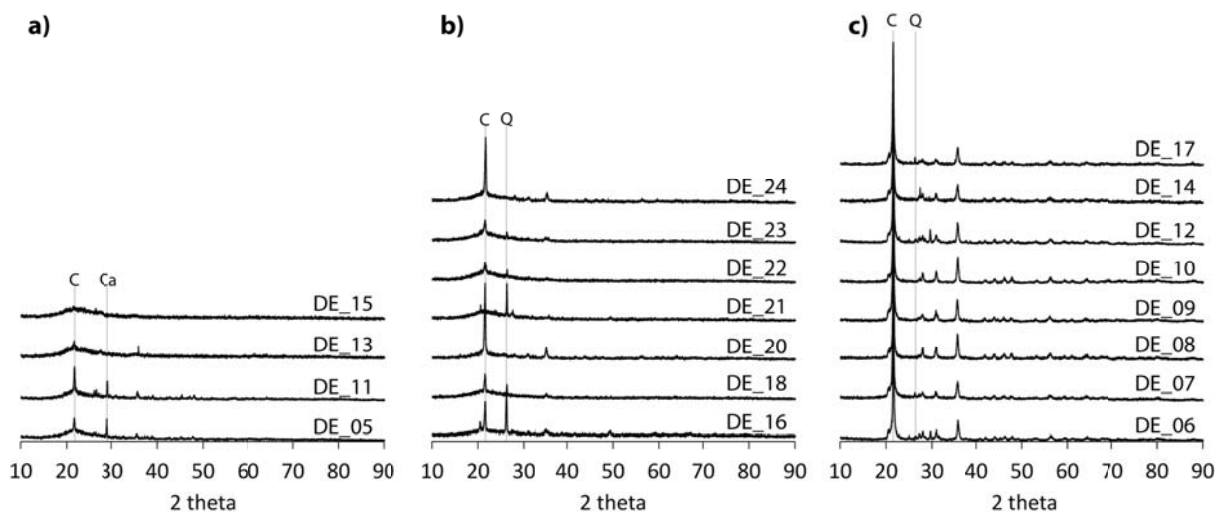 a)
C Ca
DE_15
DE_13
DE_11
DE_05
10 20 30 40 50 60 70 80 90
2 theta
b)
C Q
DE_24
DE_23
DE_22
DE_21
DE_20
DE_18
DE_16
10 20 30 40 50 60 70 80 90
2 theta
c)
C Q
DE_17
DE_14
DE_12
DE_10
DE_09
DE_08
DE_07
DE_06
10 20 30 40 50 60 70 80 90
2 theta